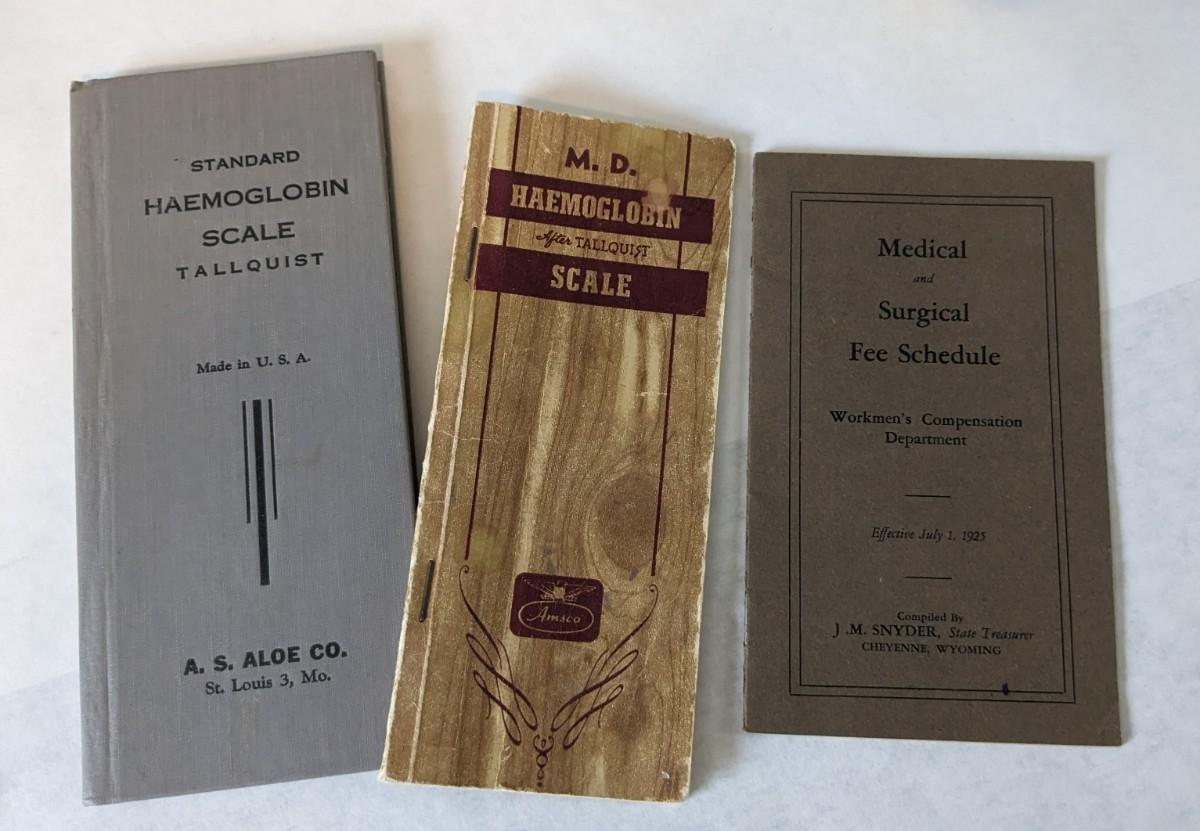 STANDARD
HAEMOGLOBIN
SCALE
TALLQUIST
Made in U. S. A.
A. S. ALOE CO.
St. Louis 3, Mo.
M. D.
HAEMOGLOBIN
After TALLQUIST
SCALE
Amsco
Medical
and
Surgical
Fee Schedule
Workmen's Compensation
Department
Effective July 1, 1925
Compiled By
J .M. SNYDER, State Treasurer
CHEYENNE, WYOMING